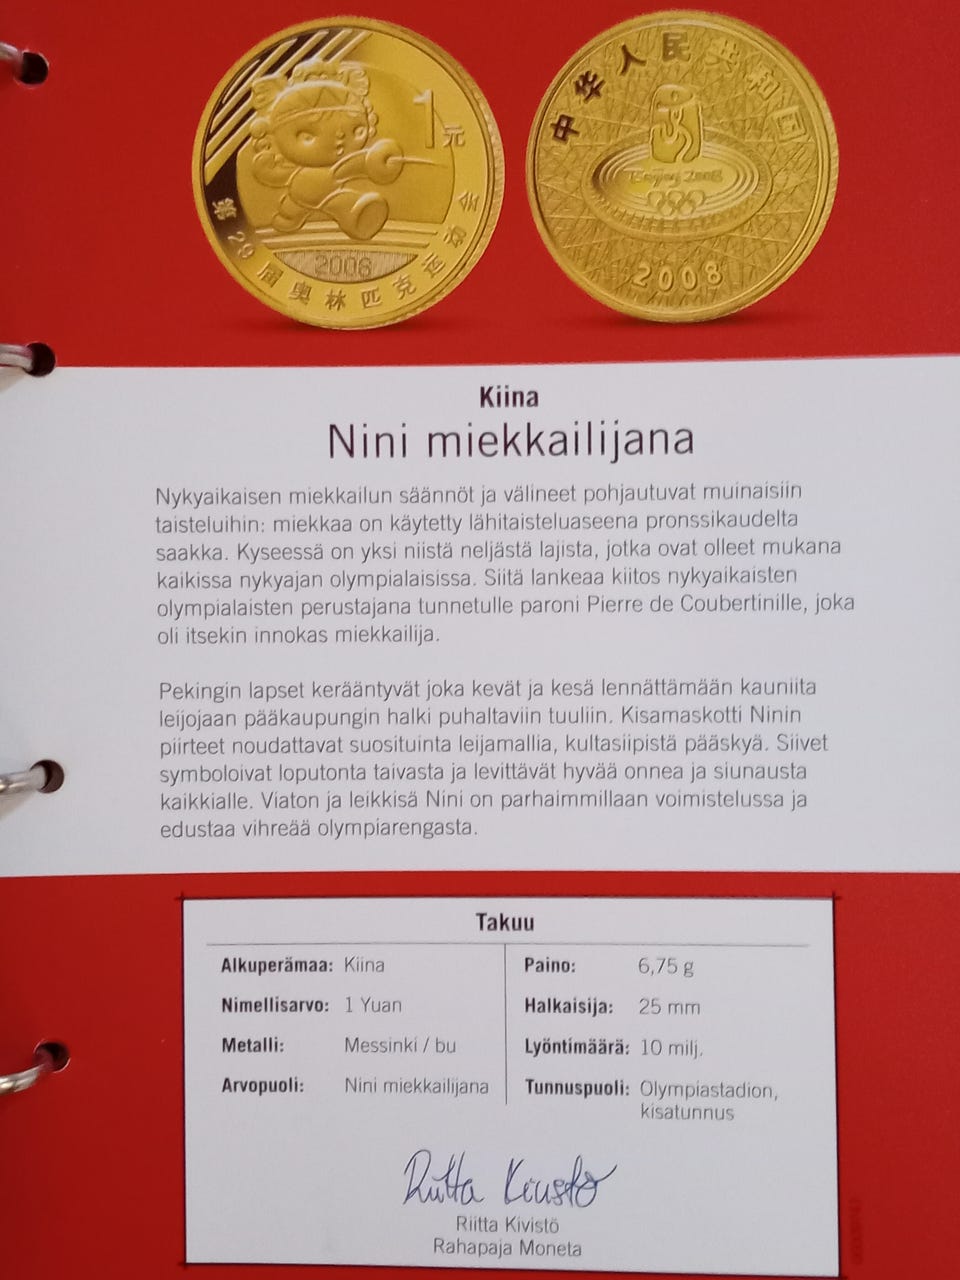 1元
第29届奥林匹克运动会
2008
中华人民共和国
Beijing 2008
2008
Kiina
Nini miekkailijana
Nykyaikaisen miekkailun säännöt ja välineet pohjautuvat muinaisiin
taisteluihin: miekkaa on käytetty lähitaisteluaseena pronssikaudelta
saakka. Kyseessä on yksi niistä neljästä lajista, jotka ovat olleet mukana
kaikissa nykyajan olympialaisissa. Siitä lankeaa kiitos nykyaikaisten
olympialaisten perustajana tunnetulle paroni Pierre de Coubertinille, joka
oli itsekin innokas miekkailija.
Pekingin lapset kerääntyvät joka kevät ja kesä lennättämään kauniita
leijojaan pääkaupungin halki puhaltaviin tuuliin. Kisamaskotti Ninin
piirteet noudattavat suosituinta leijamallia, kultasiipistä pääskyä. Siivet
symboloivat loputonta taivasta ja levittävät hyvää onnea ja siunausta
kaikkialle. Viaton ja leikkisä Nini on parhaimmillaan voimistelussa ja
edustaa vihreää olympiarengasta.
Takuu
Alkuperämaa: Kiina
Nimellisarvo: 1 Yuan
Metalli: Messinki / bu
Arvopuoli: Nini miekkailijana
Paino: 6,75 g
Halkaisija: 25 mm
Lyöntimäärä: 10 milj.
Tunnuspuoli: Olympiastadion,
kisatunnus
Riitta Kivistö
Riitta Kivistö
Rahapaja Moneta